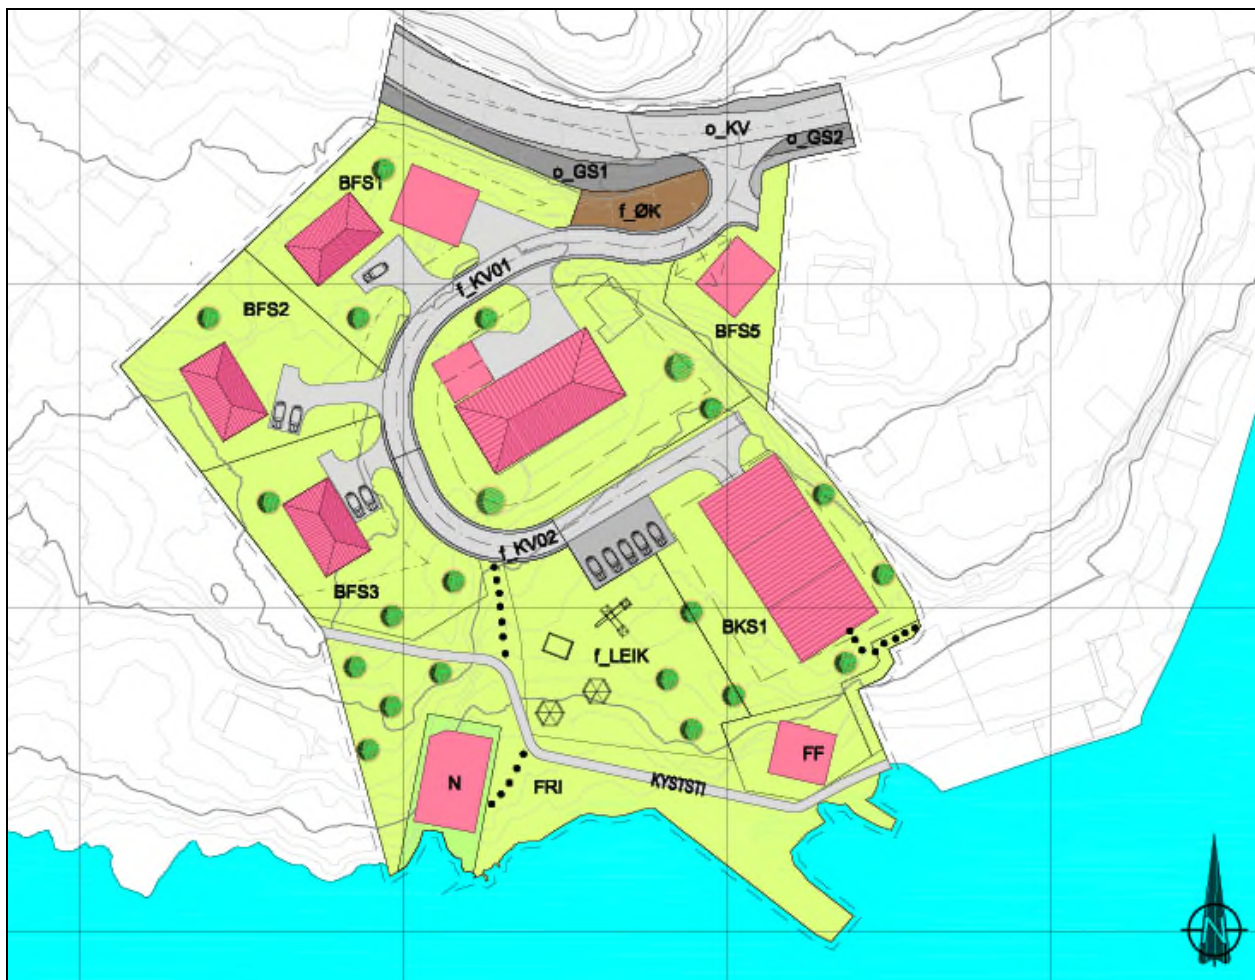 o_KV
o_GS2
o_GS1
BFS1
f_ØK
f_KV01
BFS2
BFS5
f_KV02
BFS3
BKS1
f_LEIK
FF
N
FRI
KYSTSTI
N